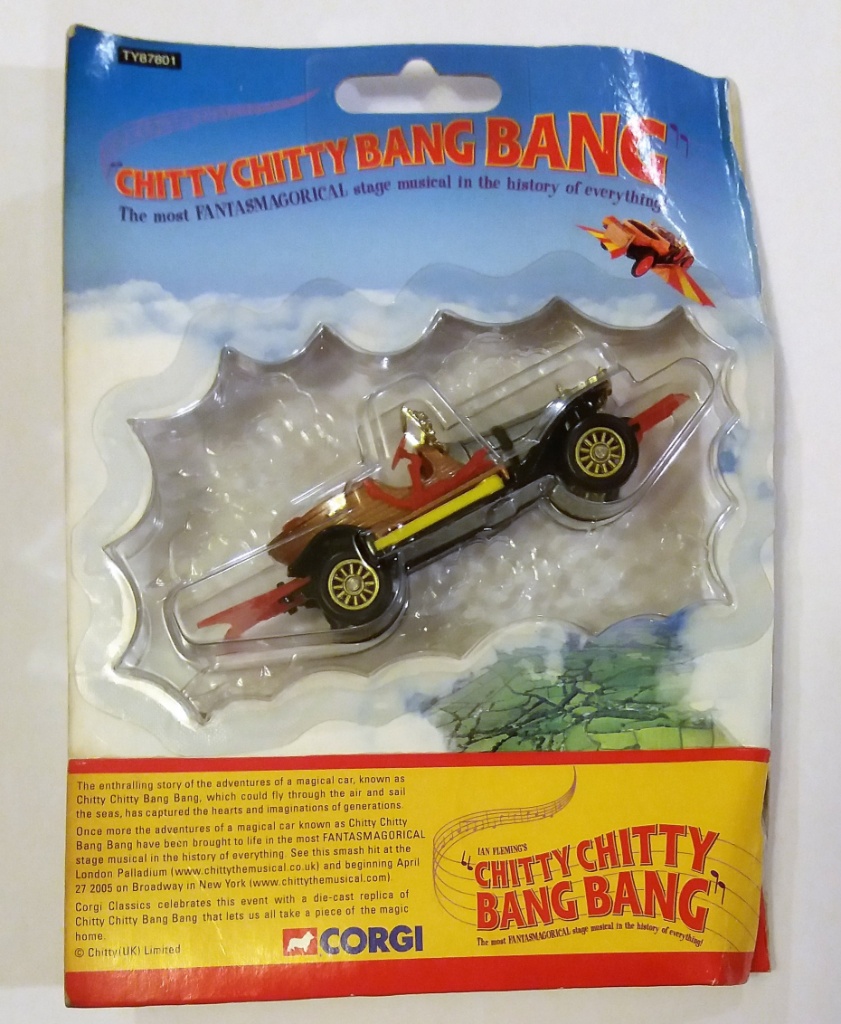 TY87801
CHITTY CHITTY BANG BANG
The most FANTASMAGORICAL stage musical in the history of everything
The enthralling story of the adventures of a magical car, known as
Chitty Chitty Bang Bang, which could fly through the air and sail
the seas, has captured the hearts and imaginations of generations.
Once more the adventures of a magical car known as Chitty Chitty
Bang Bang have been brought to life in the most FANTASMAGORICAL
stage musical in the history of everything. See this smash hit at the
London Palladium (www.chittythemusical.co.uk) and beginning April
27 2005 on Broadway in New York (www.chittythemusical.com).
Corgi Classics celebrates this event with a die-cast replica of
Chitty Chitty Bang Bang that lets us all take a piece of the magic
home.
© Chitty (UK) Limited
CORGI
IAN FLEMING'S
CHITTY CHITTY
BANG BANG
The most FANTASMAGORICAL stage musical in the history of everything!